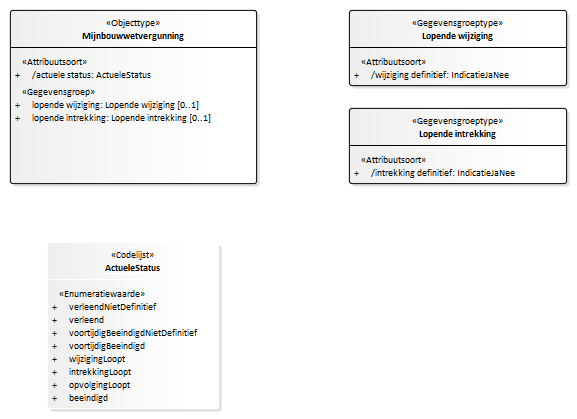 «Objecttype»
Mijnbouwwetvergunning
«Attribuutsoort»
+ /actuele status: ActueleStatus
«Gegevensgroep»
+ lopende wijziging: Lopende wijziging [0..1]
+ lopende intrekking: Lopende intrekking [0..1]
«Gegevensgroeptype»
Lopende wijziging
«Attribuutsoort»
+ /wijziging definitief: IndicatieJaNee
«Gegevensgroeptype»
Lopende intrekking
«Attribuutsoort»
+ /intrekking definitief: IndicatieJaNee
«Codelijst»
ActueleStatus
«Enumeratiewaarde»
+ verleendNietDefinitief
+ verleend
+ voortijdigBeeindigdNietDefinitief
+ voortijdigBeeindigd
+ wijzigingLoopt
+ intrekkingLoopt
+ opvolgingLoopt
+ beeindigd